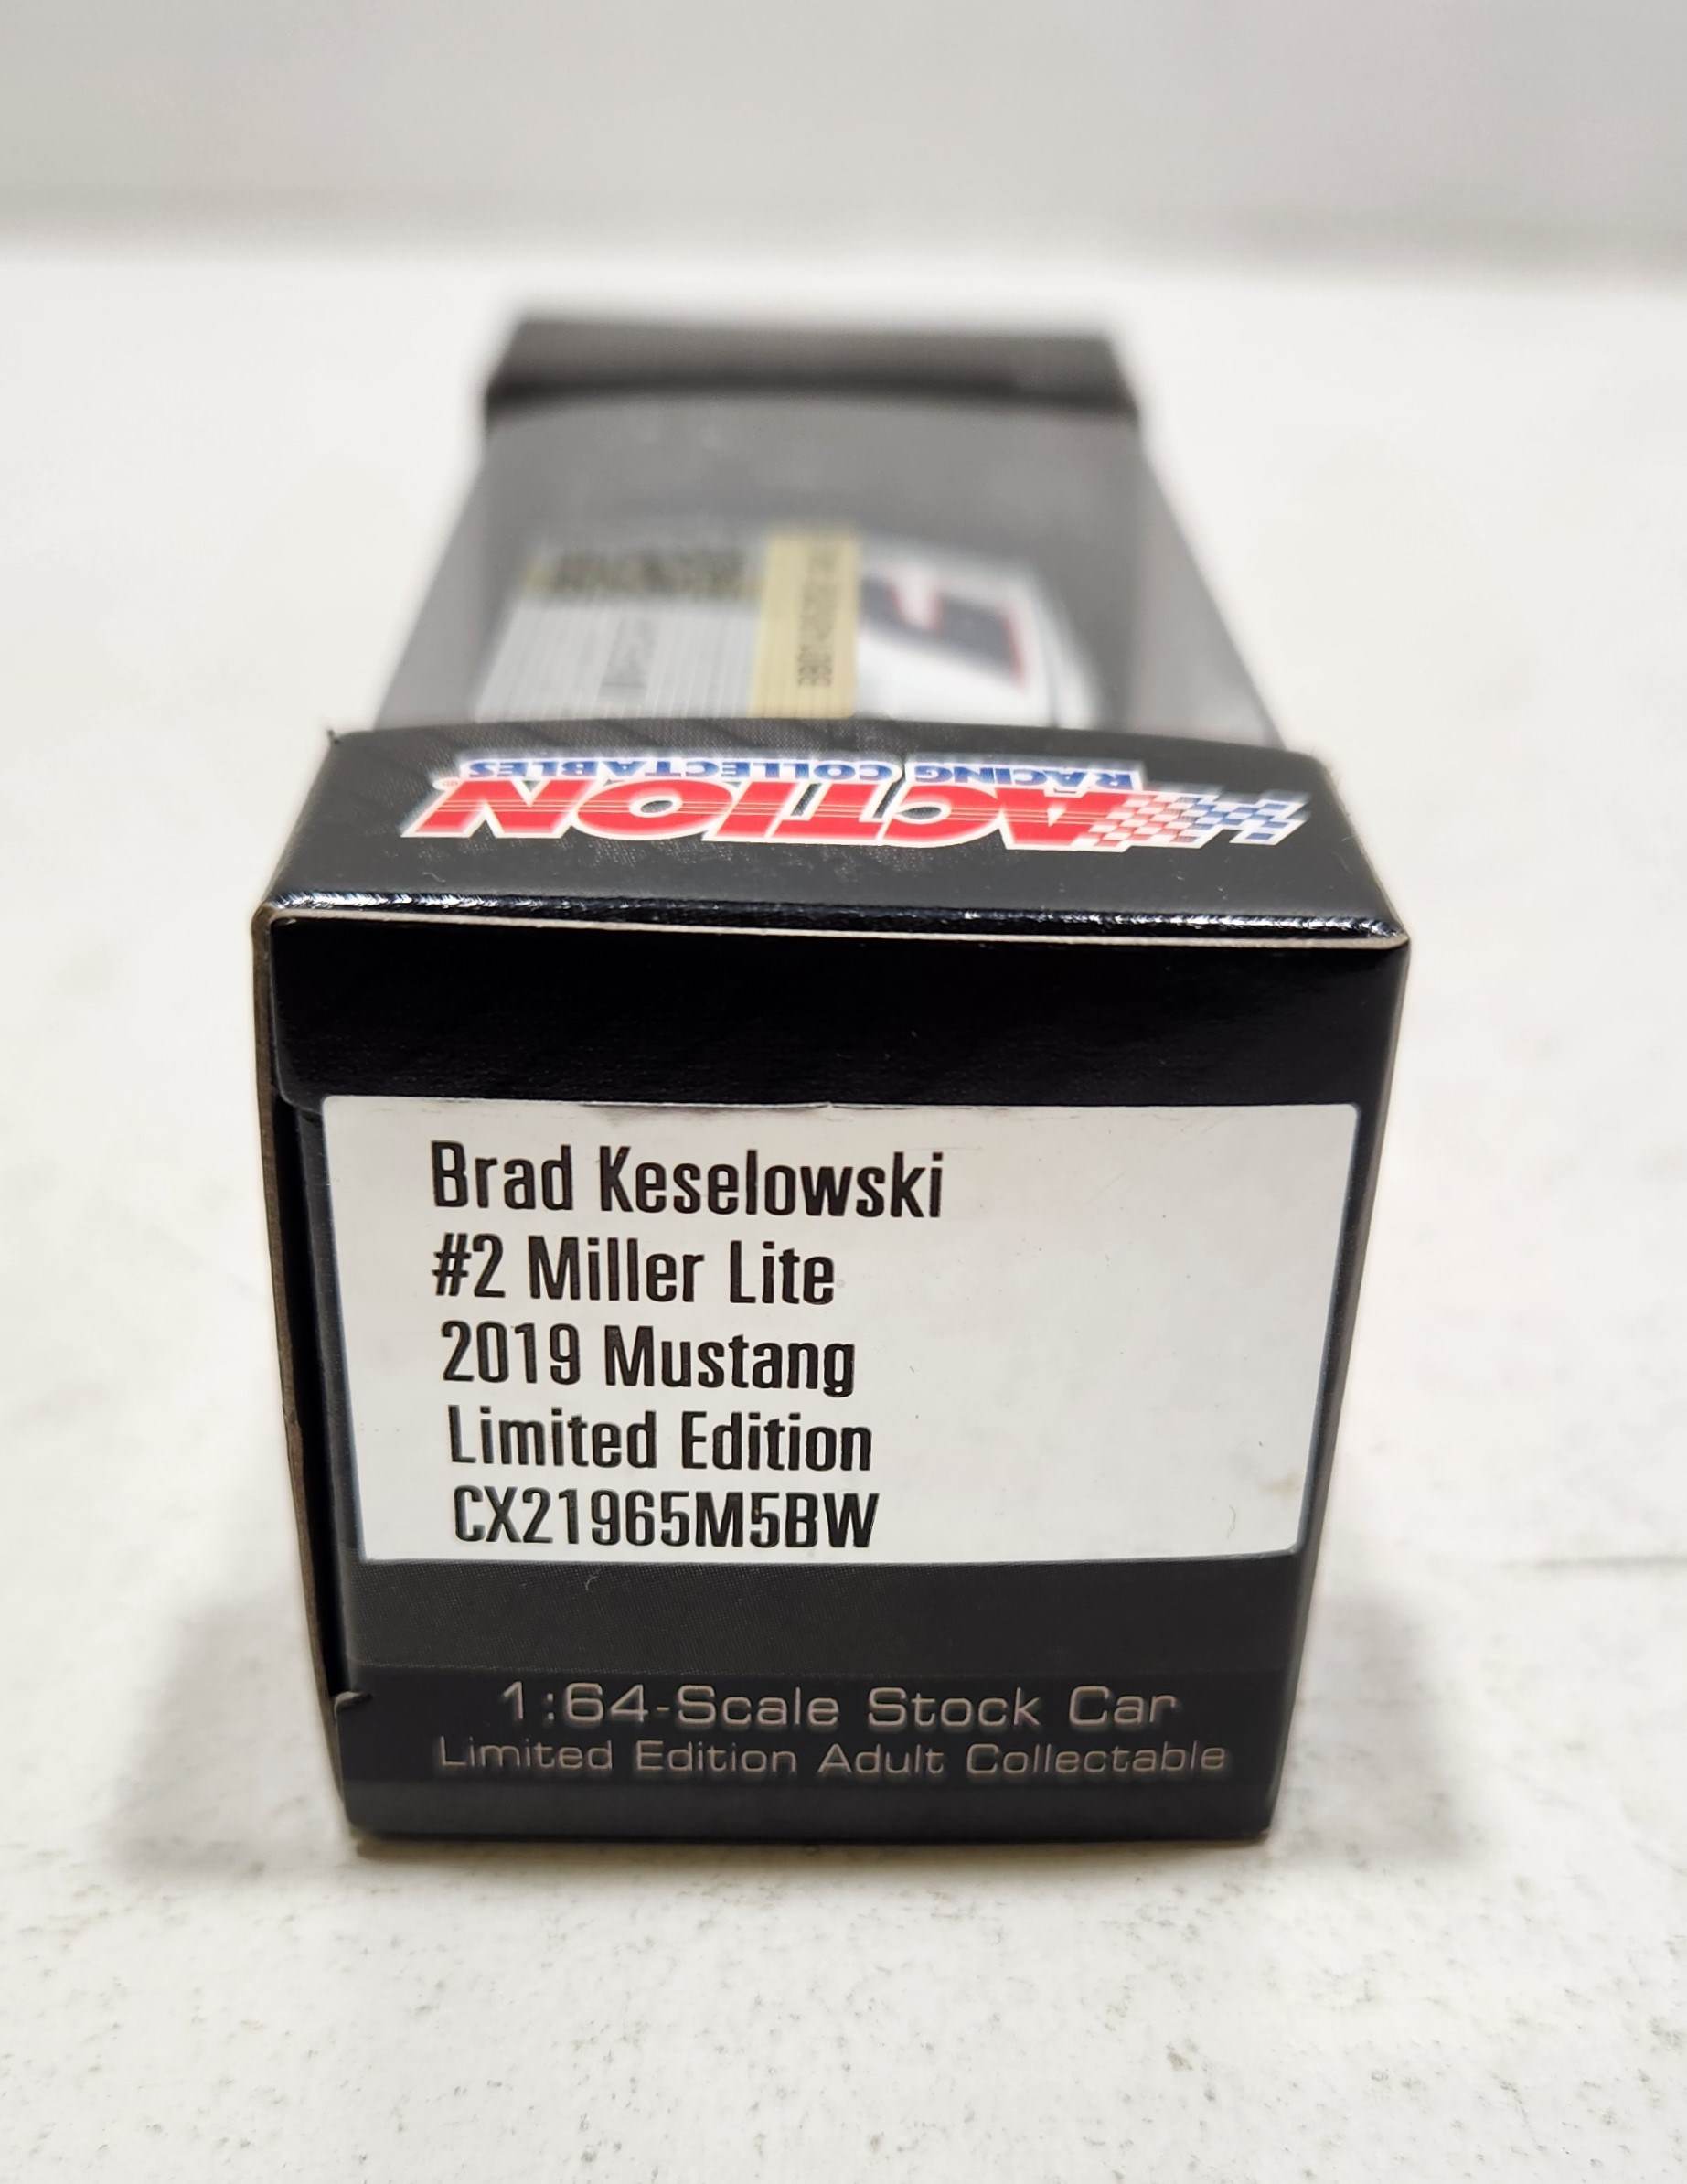 ACTION
RACING COLLECTABLES
Brad Keselowski
#2 Miller Lite
2019 Mustang
Limited Edition
CX21965M5BW
1:64-Scale Stock Car
Limited Edition Adult Collectable